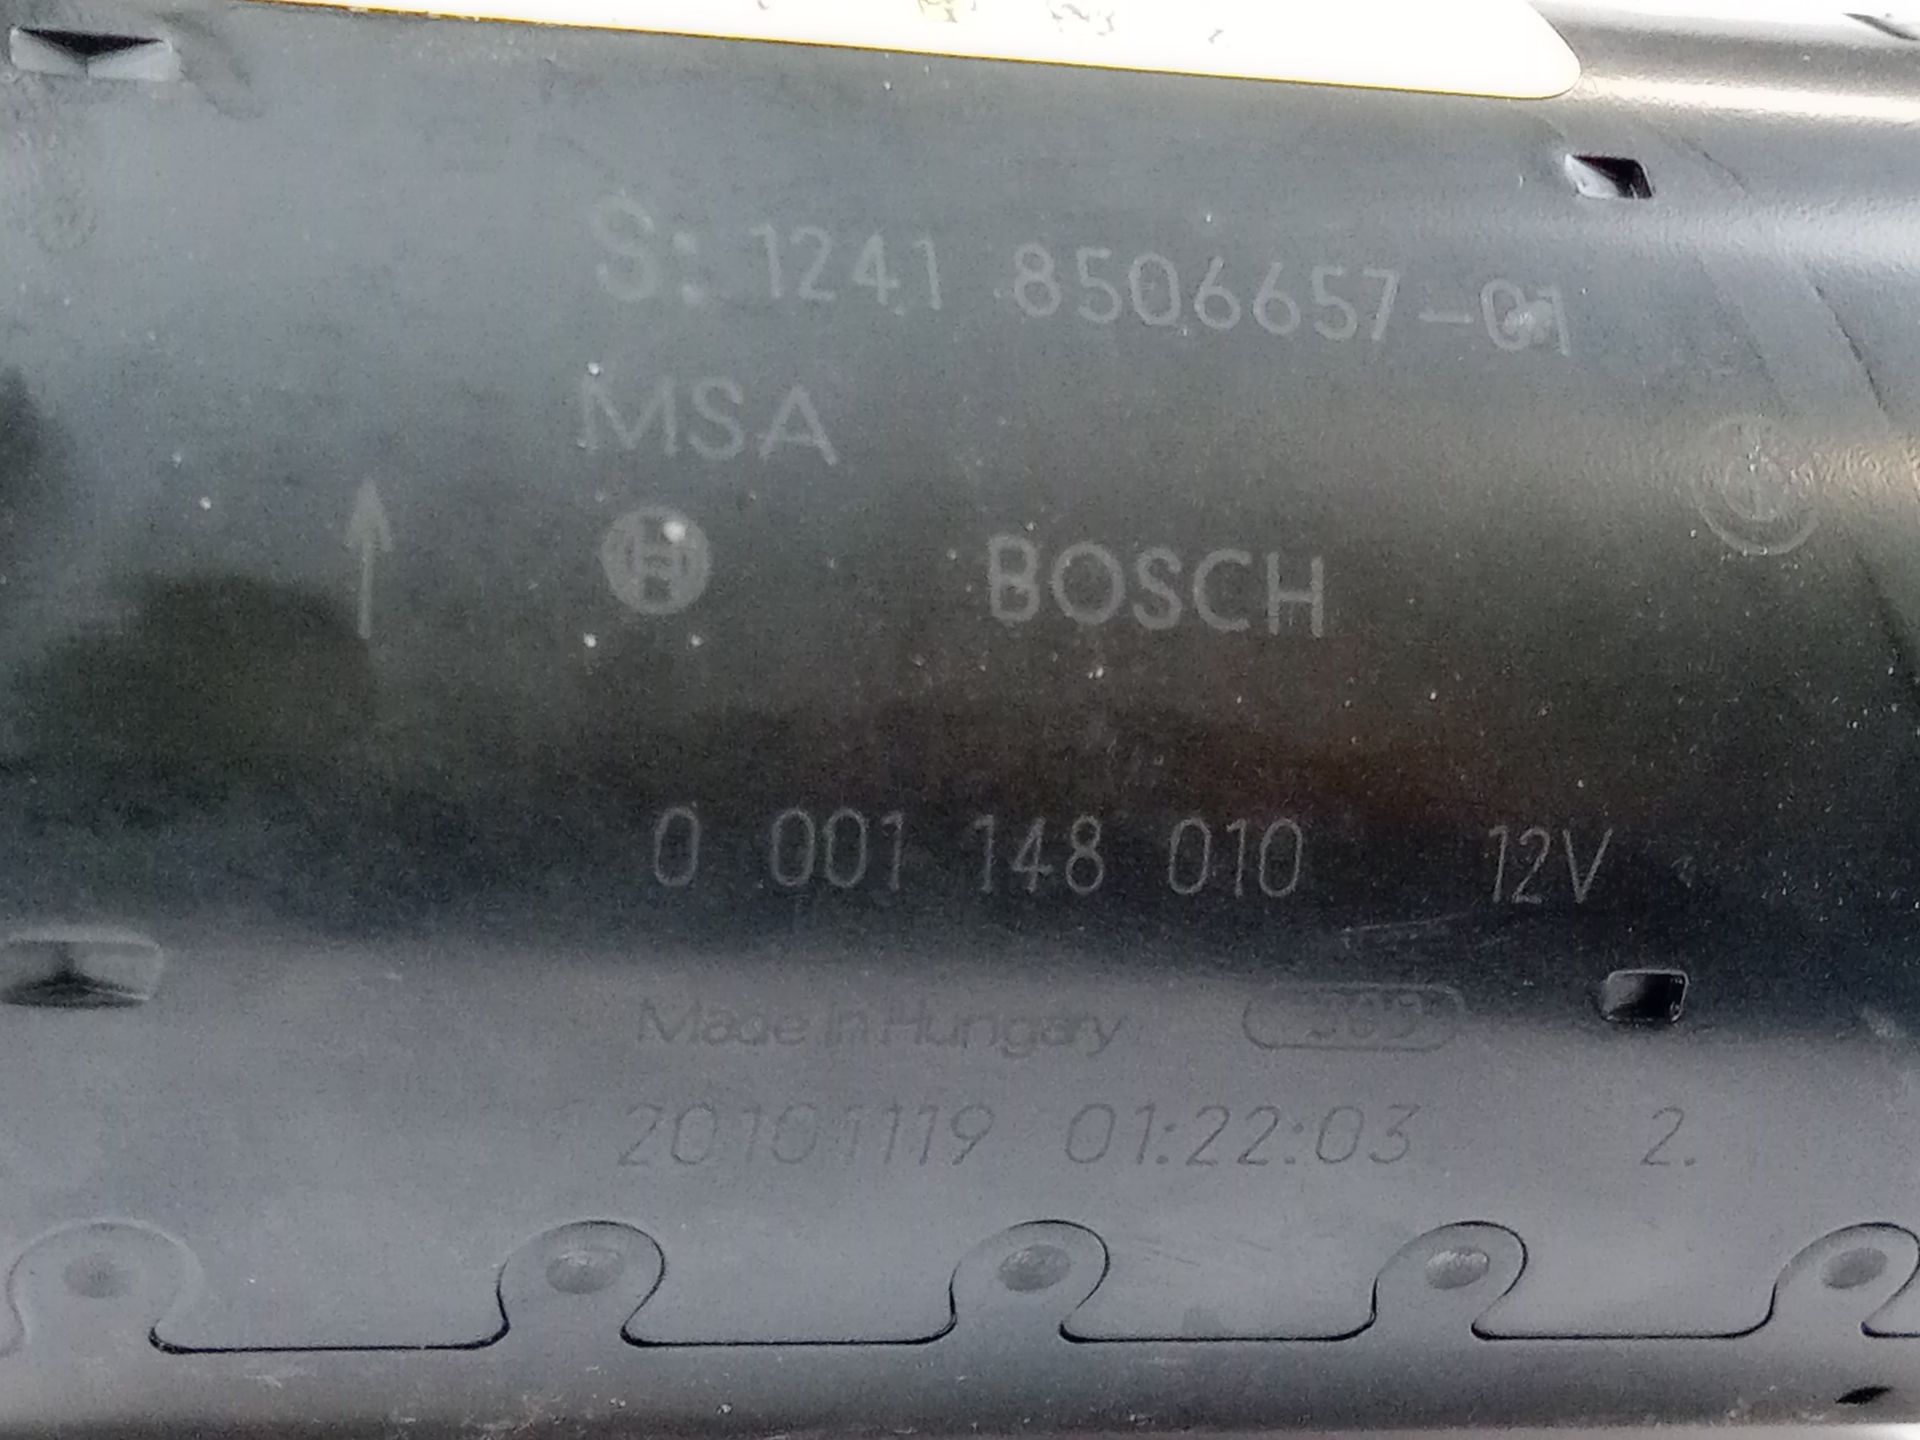 S: 1241 8506657-01
MSA
BOSCH
0 001 148 010 12V
Made in Hungary
20101119 01:22:03 2.